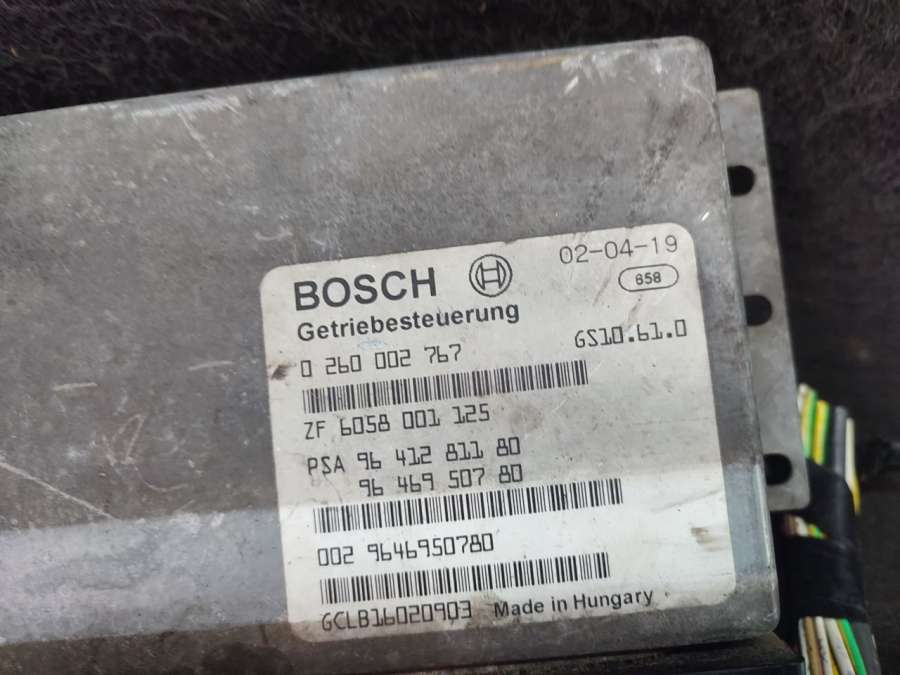 BOSCH 02-04-19
658
Getriebesteuerung
0 260 002 767 GS10.61.0
ZF 6058 001 125
PSA 96 412 811 80
96 469 507 80
002 9646950780
GCLB16020903 Made in Hungary